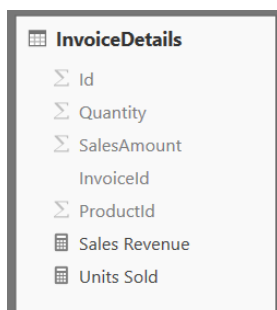 InvoiceDetails
Id
Quantity
SalesAmount
InvoiceId
ProductId
Sales Revenue
Units Sold